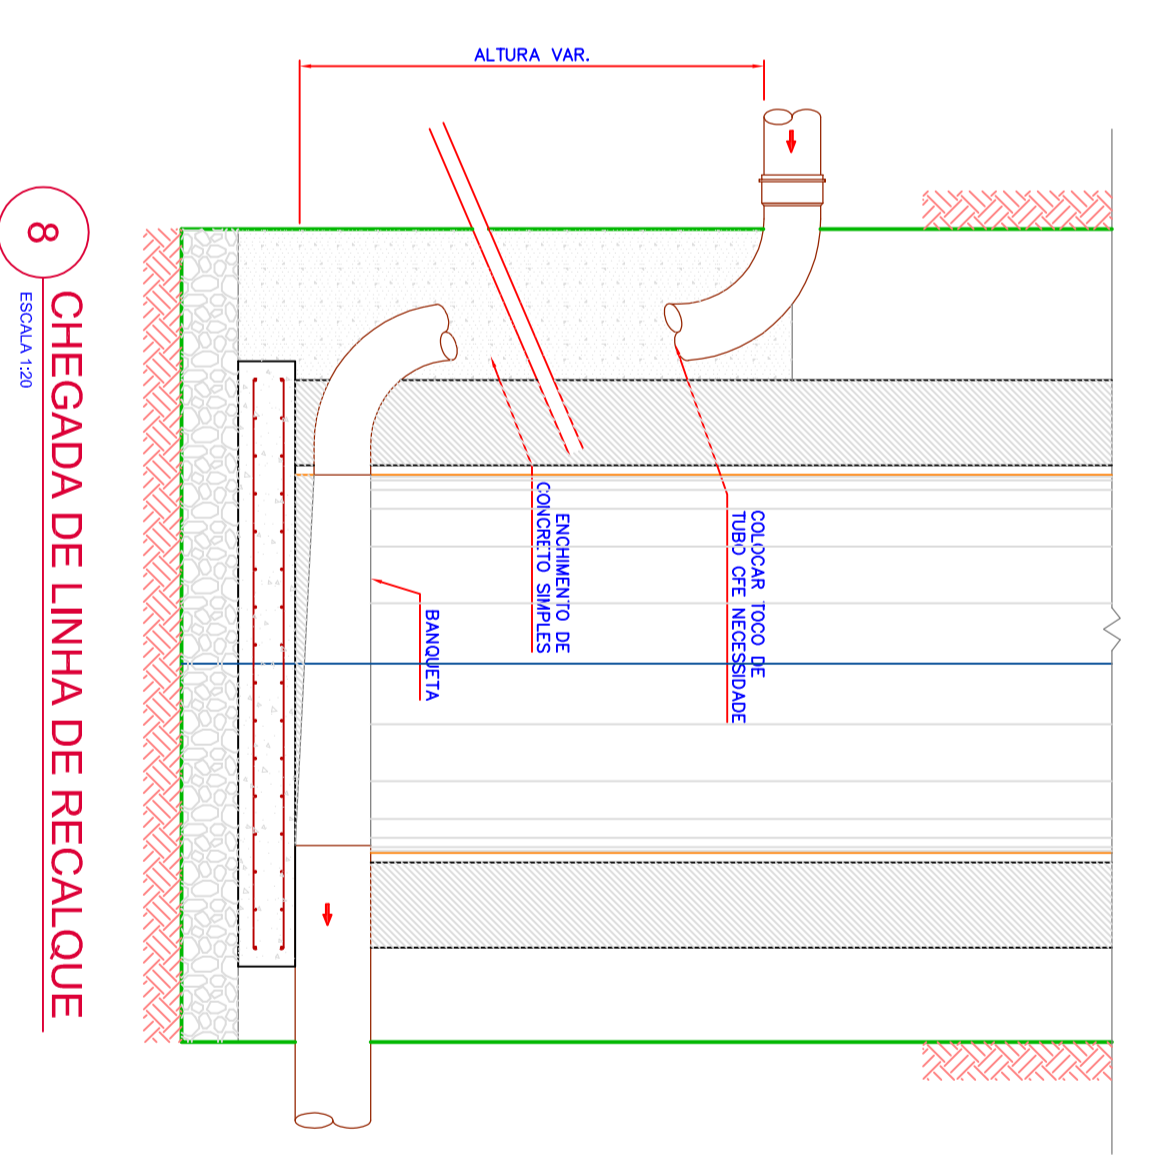 ALTURA VAR.
COLOCAR TOCO DE
TUBO CFE NECESSIDADE
ENCHIMENTO DE
CONCRETO SIMPLES
BANQUETA
8
CHEGADA DE LINHA DE RECALQUE
ESCALA 1:20